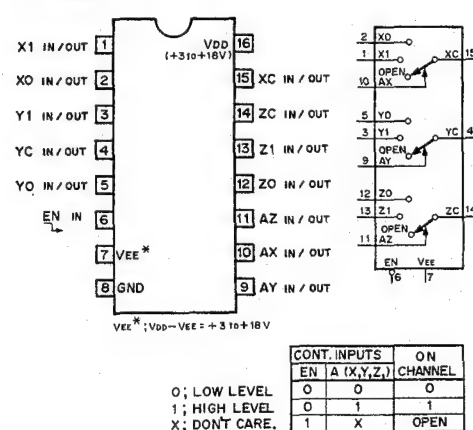 X1 IN/OUT 1
X0 IN/OUT 2
Y1 IN/OUT 3
YC IN/OUT 4
Y0 IN/OUT 5
EN IN 6
7 VEE*
8 GND
VDD 16
(+3 to +18V)
15 XC IN/OUT
14 ZC IN/OUT
13 Z1 IN/OUT
12 Z0 IN/OUT
11 AZ IN/OUT
10 AX IN/OUT
9 AY IN/OUT
VEE*; VDD-VEE = +3 to +18V
2 X0
1 X1 XC 15
OPEN
10 AX
5 Y0
3 Y1 YC 4
OPEN
9 AY
12 Z0
13 Z1 ZC 14
OPEN
11 AZ
EN VEE
6 7
CONT. INPUTS ON CHANNEL
EN A (X,Y,Z,)
0 0 0
0 1 1
1 X OPEN
0; LOW LEVEL
1; HIGH LEVEL
X; DON'T CARE.